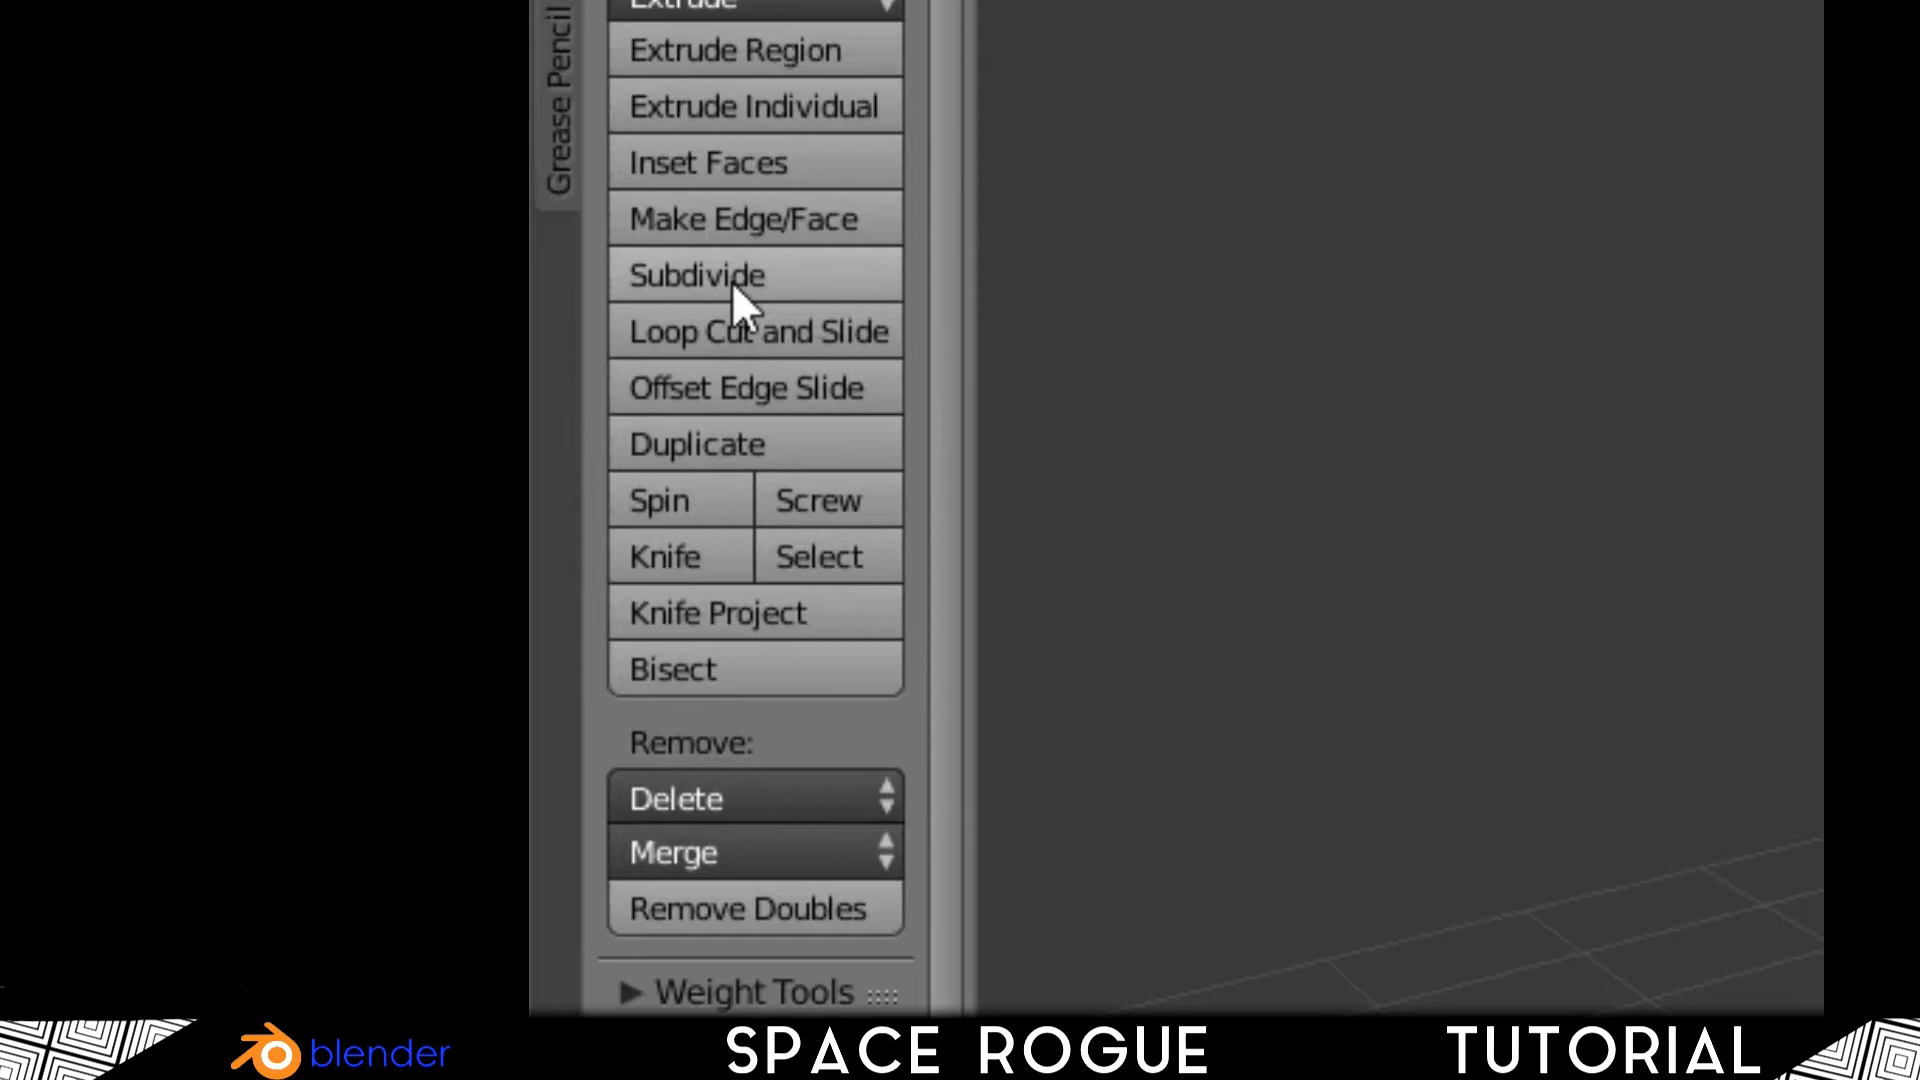 Extrude
Grease Pencil
Extrude Region
Extrude Individual
Inset Faces
Make Edge/Face
Subdivide
Loop Cut and Slide
Offset Edge Slide
Duplicate
Spin Screw
Knife Select
Knife Project
Bisect
Remove:
Delete
Merge
Remove Doubles
Weight Tools
blender SPACE ROGUE TUTORIAL